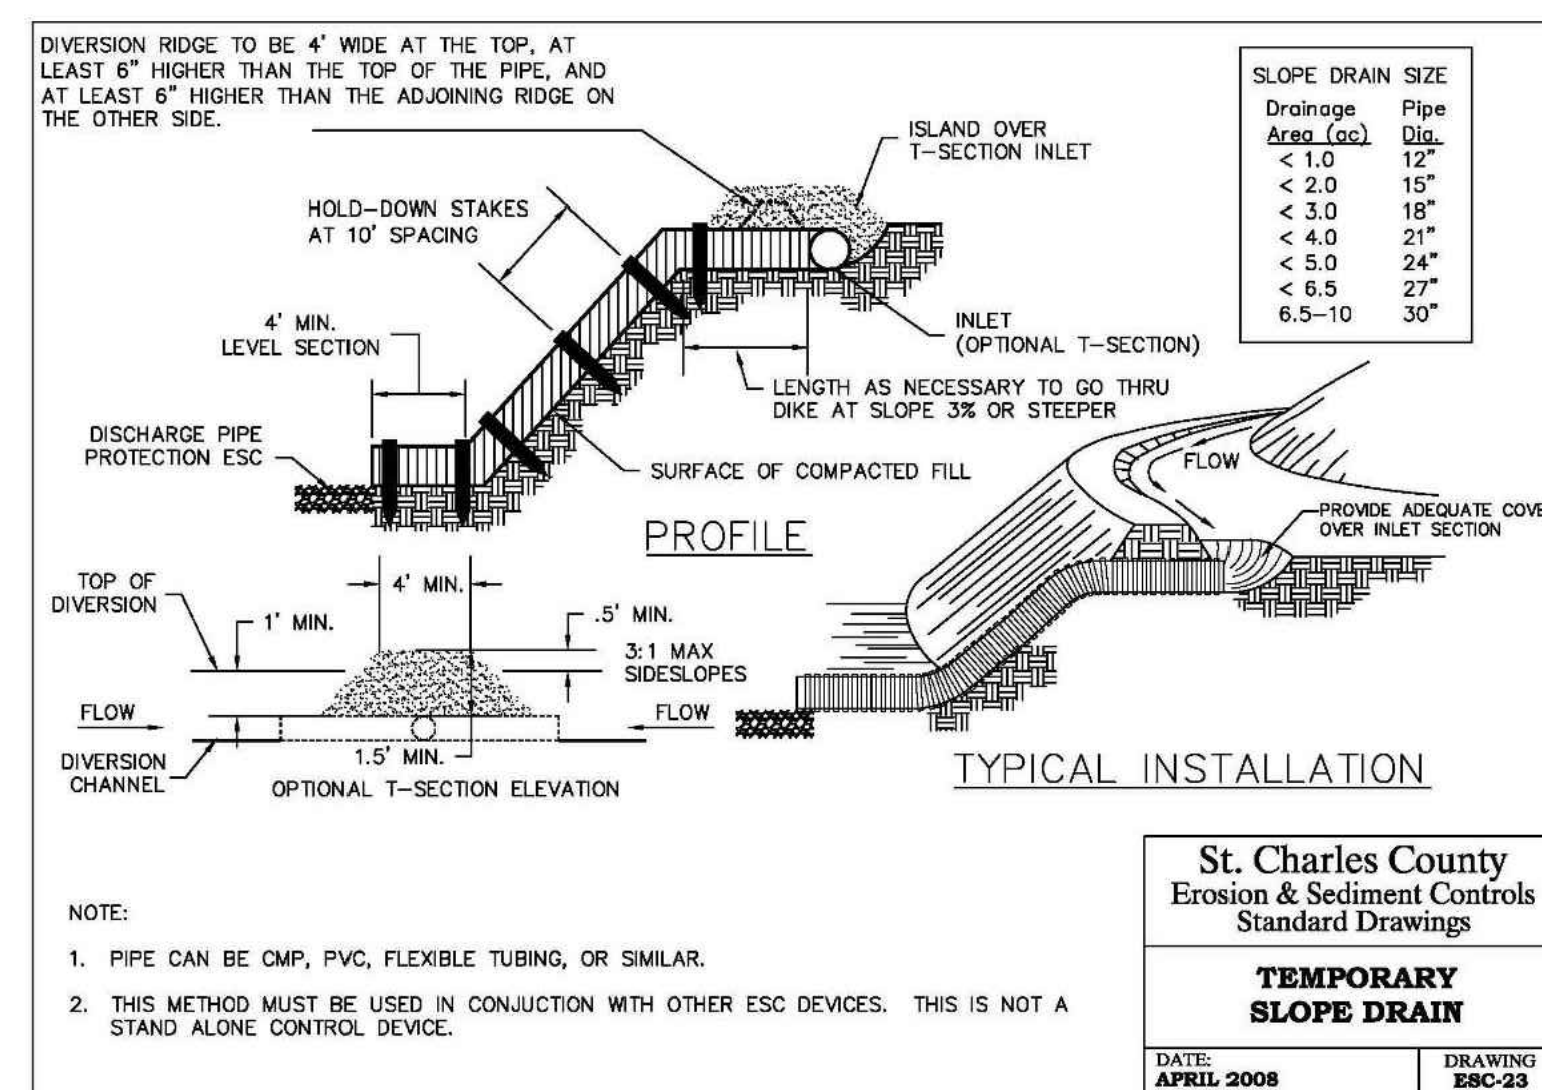 DIVERSION RIDGE TO BE 4' WIDE AT THE TOP, AT
LEAST 6" HIGHER THAN THE TOP OF THE PIPE, AND
AT LEAST 6" HIGHER THAN THE ADJOINING RIDGE ON
THE OTHER SIDE.
ISLAND OVER
T-SECTION INLET
HOLD-DOWN STAKES
AT 10' SPACING
4' MIN.
LEVEL SECTION
INLET
(OPTIONAL T-SECTION)
LENGTH AS NECESSARY TO GO THRU
DIKE AT SLOPE 3% OR STEEPER
DISCHARGE PIPE
PROTECTION ESC
SURFACE OF COMPACTED FILL
PROFILE
SLOPE DRAIN SIZE
Drainage Pipe
Area (ac) Dia.
< 1.0 12"
< 2.0 15"
< 3.0 18"
< 4.0 21"
< 5.0 24"
< 6.5 27"
6.5-10 30"
FLOW
PROVIDE ADEQUATE COVE
OVER INLET SECTION
TYPICAL INSTALLATION
TOP OF
DIVERSION
4' MIN.
1' MIN.
.5' MIN.
3:1 MAX
SIDESLOPES
FLOW
FLOW
DIVERSION
CHANNEL
1.5' MIN.
OPTIONAL T-SECTION ELEVATION
NOTE:
1. PIPE CAN BE CMP, PVC, FLEXIBLE TUBING, OR SIMILAR.
2. THIS METHOD MUST BE USED IN CONJUCTION WITH OTHER ESC DEVICES. THIS IS NOT A
STAND ALONE CONTROL DEVICE.
St. Charles County
Erosion & Sediment Controls
Standard Drawings
TEMPORARY
SLOPE DRAIN
DATE:
APRIL 2008
DRAWING
ESC-23